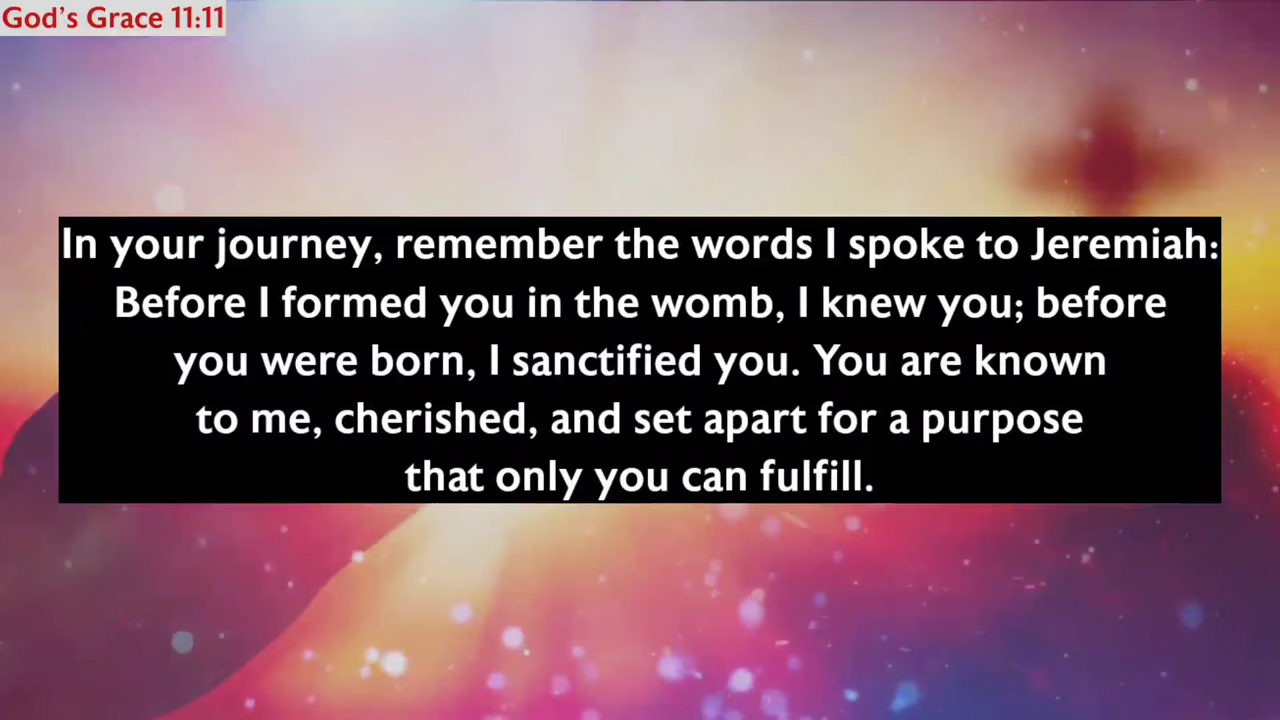 God's Grace 11:11
In your journey, remember the words I spoke to Jeremiah:
Before I formed you in the womb, I knew you; before
you were born, I sanctified you. You are known
to me, cherished, and set apart for a purpose
that only you can fulfill.